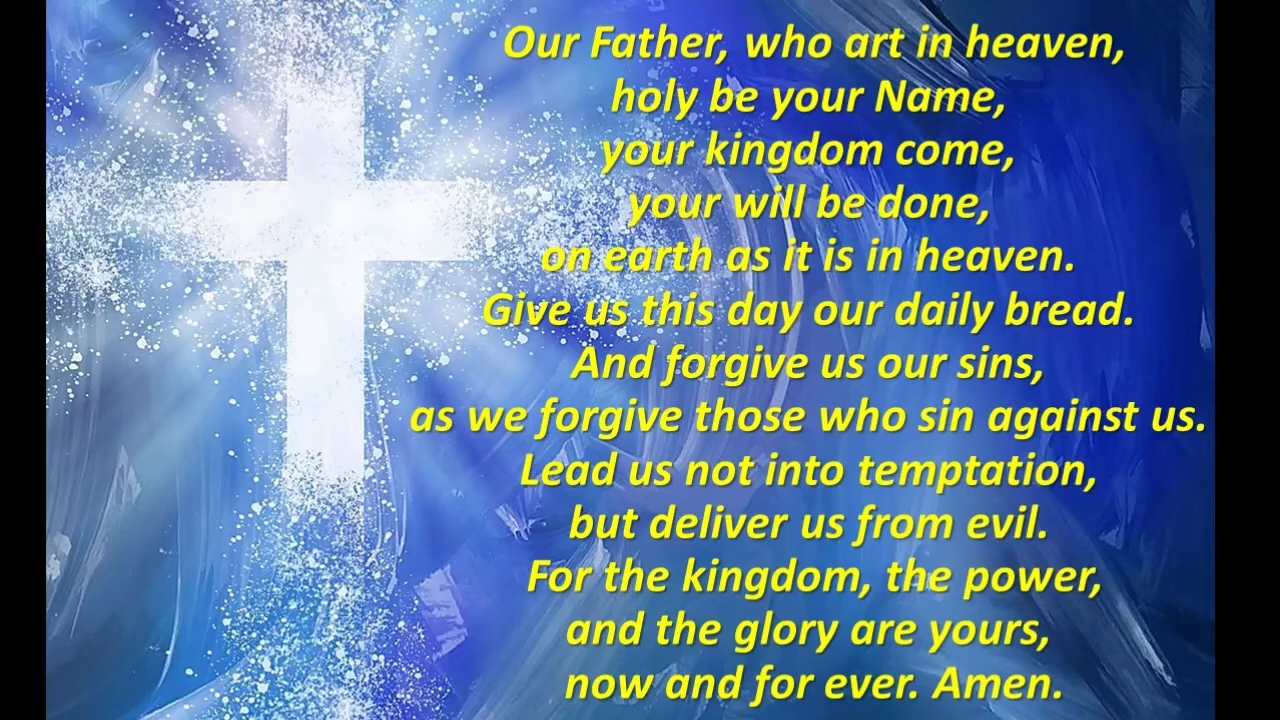 Our Father, who art in heaven,
holy be your Name,
your kingdom come,
your will be done,
on earth as it is in heaven.
Give us this day our daily bread.
And forgive us our sins,
as we forgive those who sin against us.
Lead us not into temptation,
but deliver us from evil.
For the kingdom, the power,
and the glory are yours,
now and for ever. Amen.